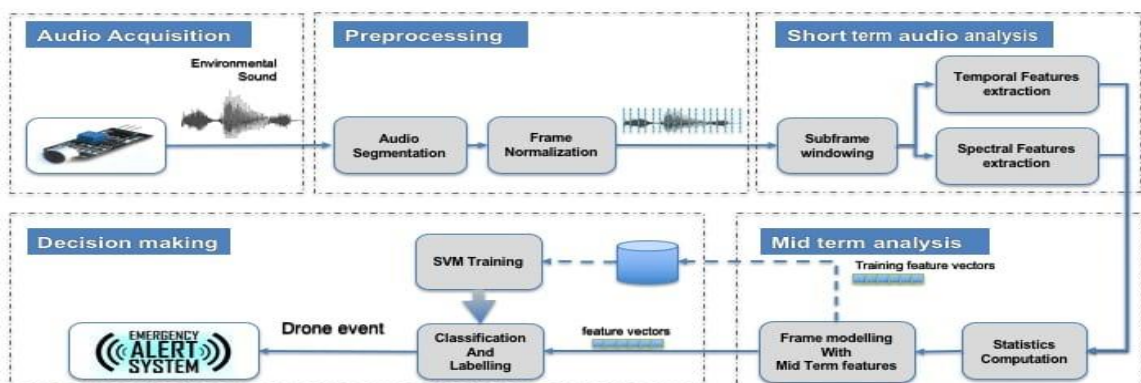 Audio Acquisition
Environmental
Sound
Preprocessing
Audio
Segmentation
Frame
Normalization
Short term audio analysis
Subframe
windowing
Temporal Features
extraction
Spectral Features
extraction
Decision making
SVM Training
Classification
And
Labelling
Drone event
EMERGENCY
ALERT
SYSTEM
feature vectors
Mid term analysis
Training feature vectors
Frame modelling
With
Mid Term features
Statistics
Computation